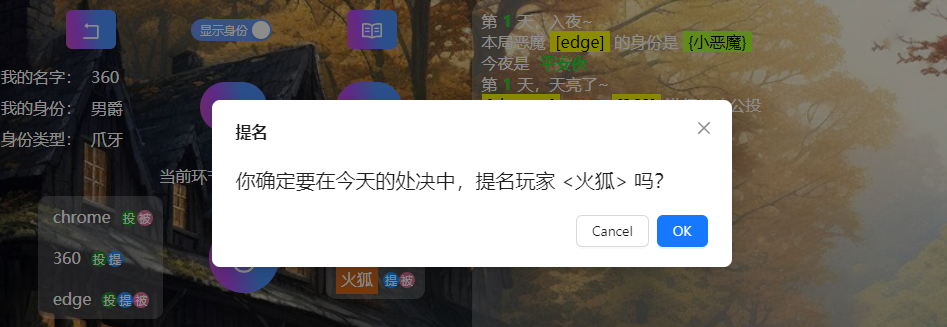 显示身份
我的名字： 360
我的身份： 男爵
身份类型： 爪牙
当前环
chrome 投 被
360 投 提
edge 投 提 被
火狐 提 被
提名
你确定要在今天的处决中，提名玩家 <火狐> 吗？
Cancel
OK
第 1 天，入夜~
本局恶魔 [edge] 的身份是 {小恶魔}
今夜是 平安夜
第 1 天，天亮了~
公投